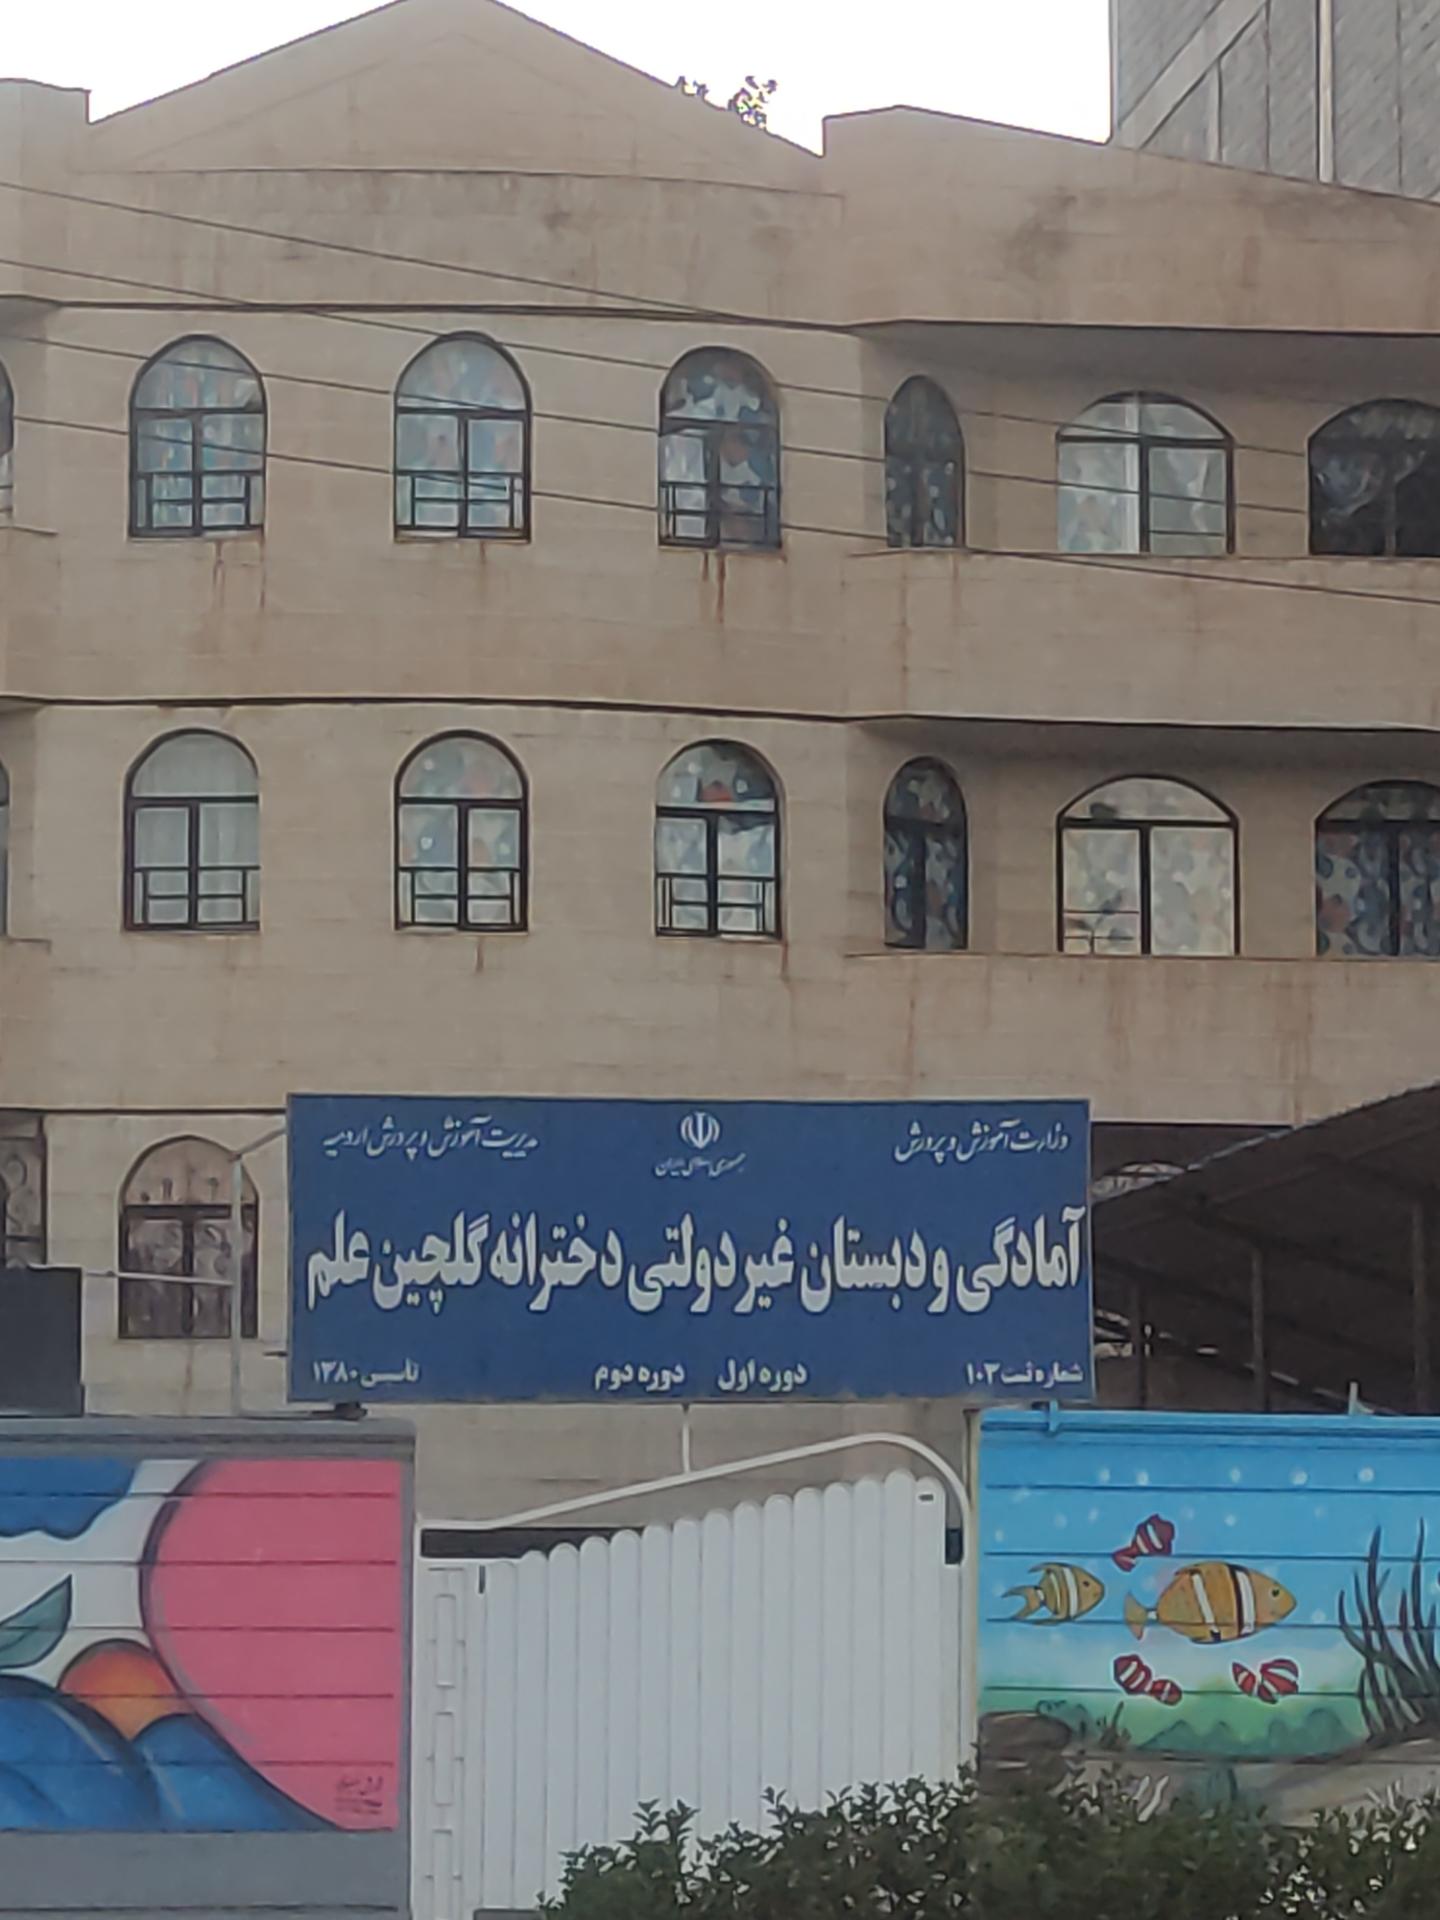 وزارت آموزش و پرورش
جمهوری اسلامی ایران
مدیریت آموزش و پرورش ارومیه
آمادگی و دبستان غیر دولتی دخترانه گلچین علم
شماره ثبت ۱۰۳ دوره اول دوره دوم تاسیس ۱۳۸۰